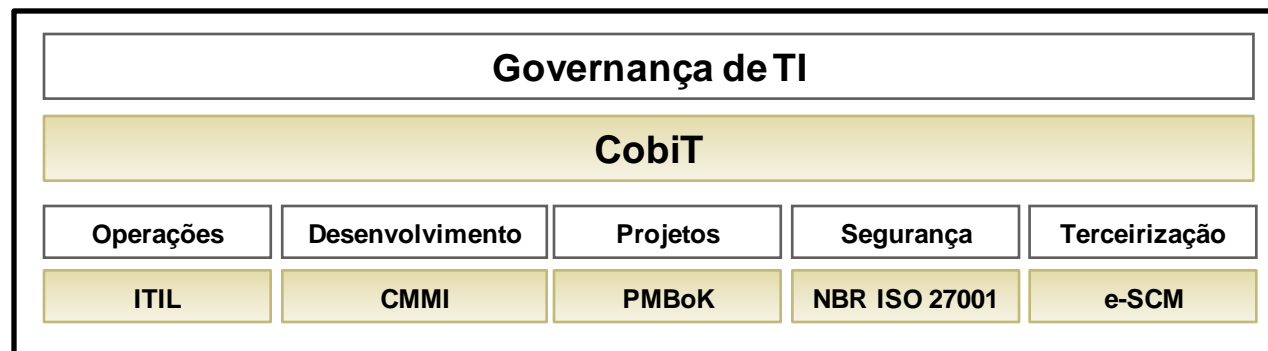 Governança de TI
CobiT
Operações Desenvolvimento Projetos Segurança Terceirização
ITIL CMMI PMBoK NBR ISO 27001 e-SCM